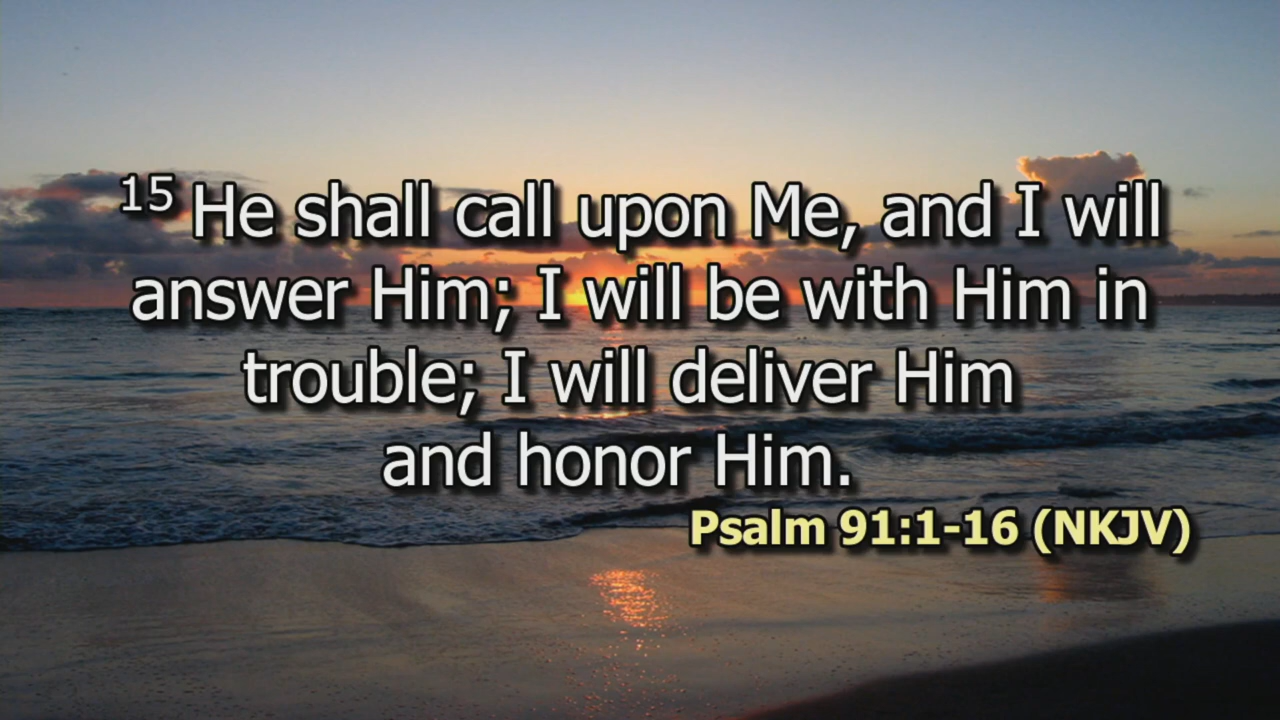 15 He shall call upon Me, and I will
answer Him; I will be with Him in
trouble; I will deliver Him
and honor Him.
Psalm 91:1-16 (NKJV)